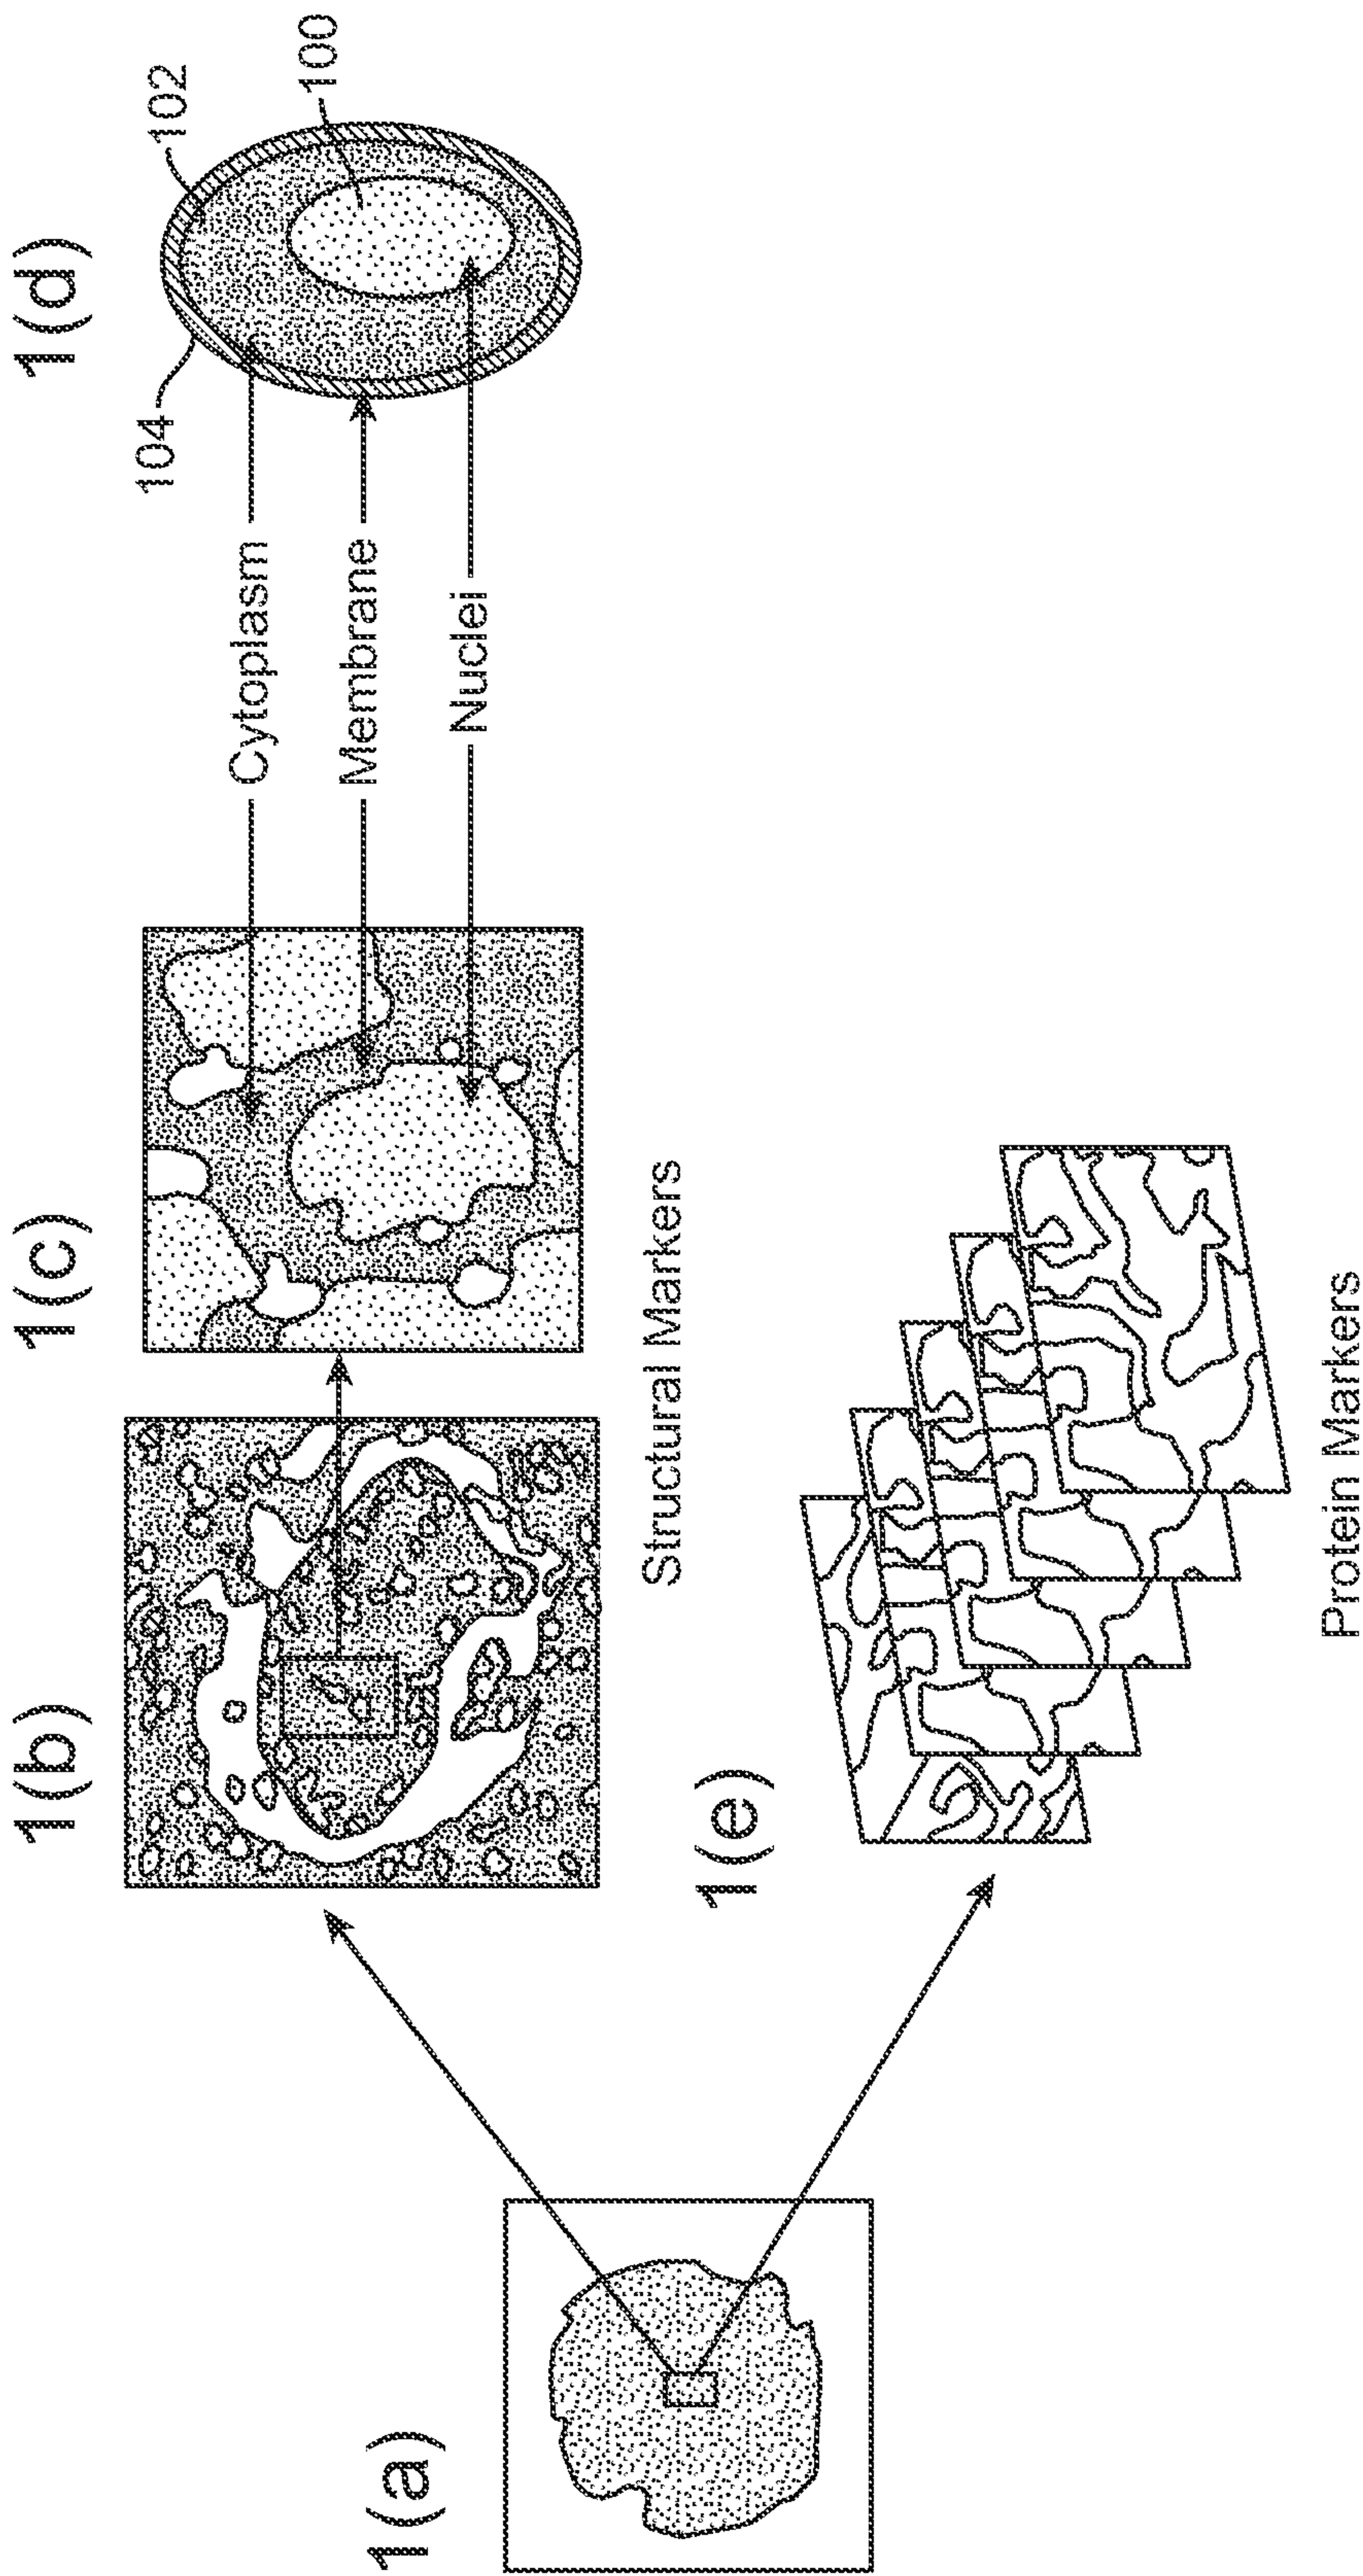 1(a)
1(b)
1(c)
1(d)
104
102
100
Cytoplasm
Membrane
Nuclei
Structural Markers
1(e)
Protein Markers